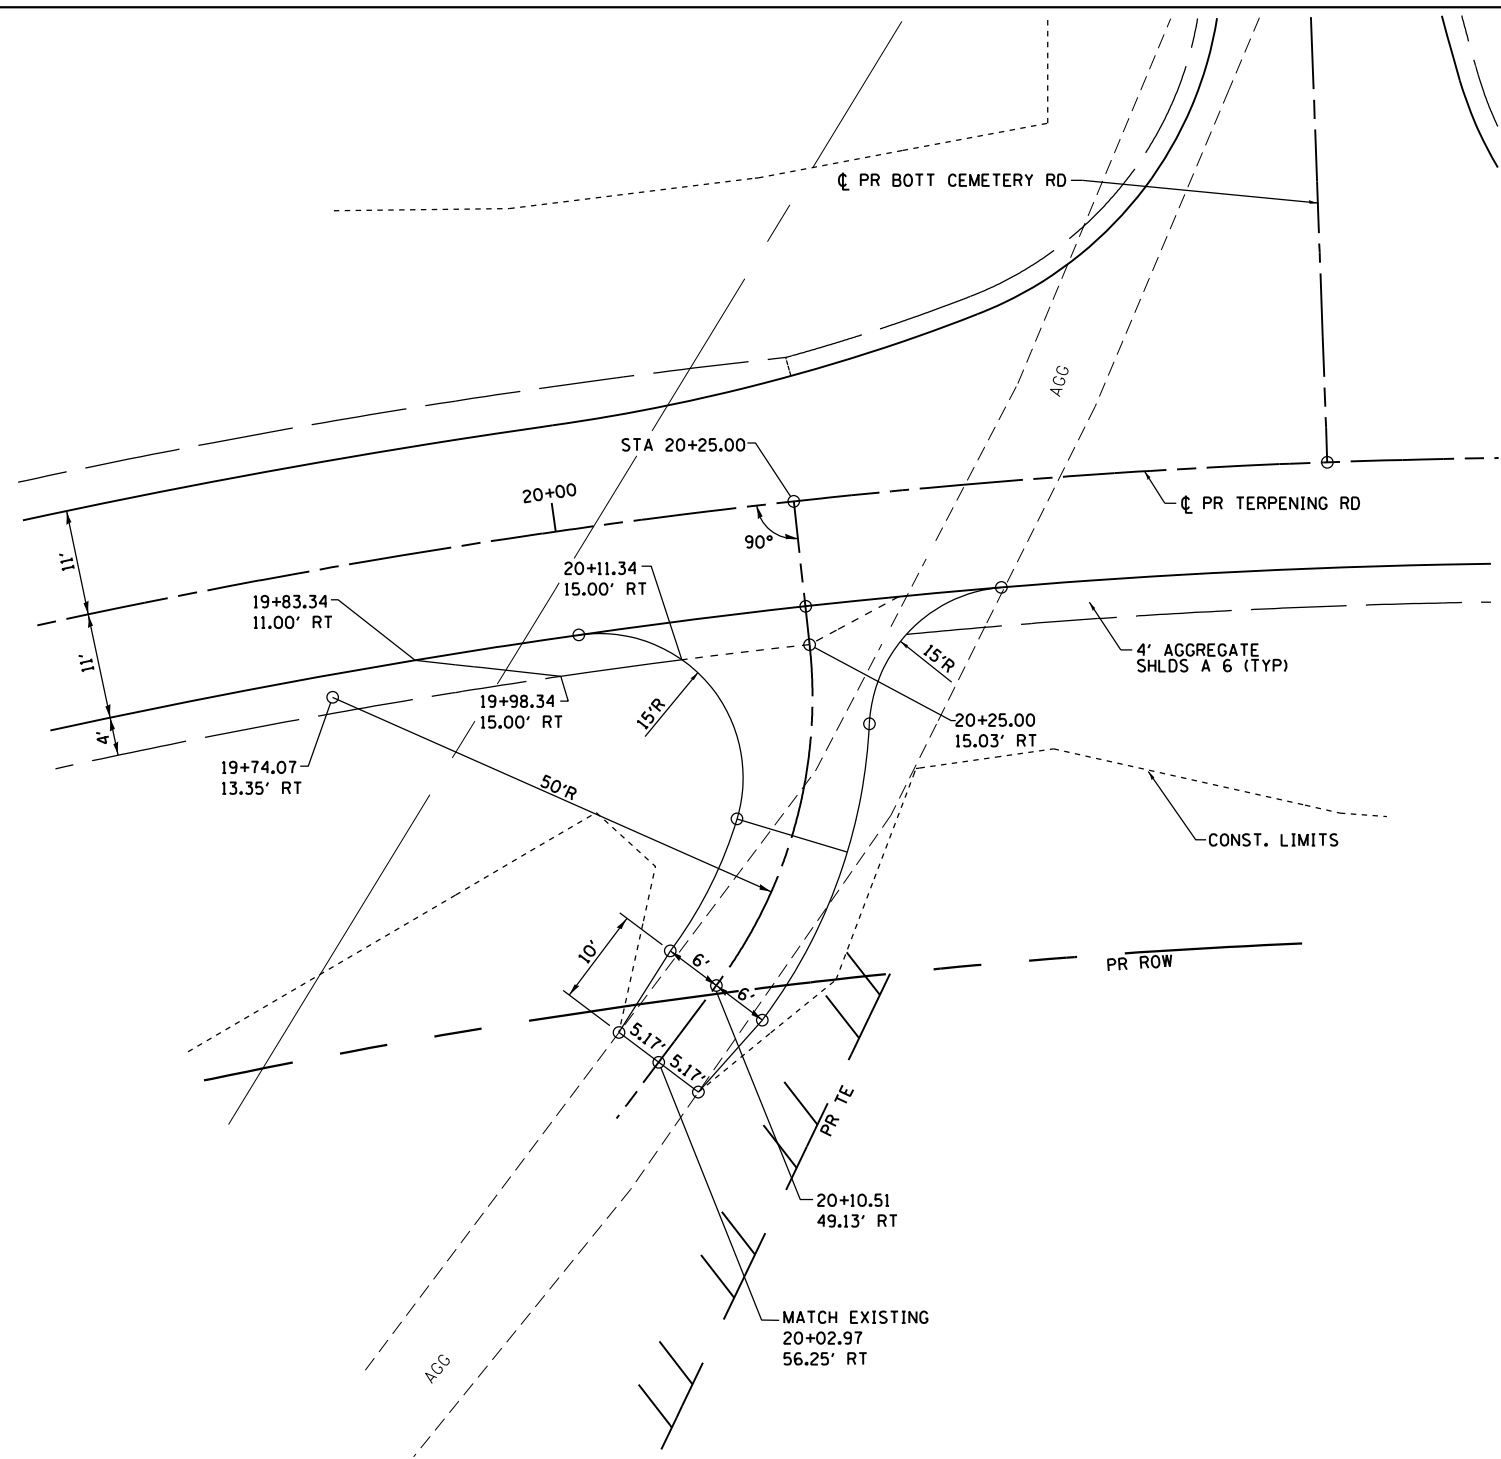 ℄ PR BOTT CEMETERY RD
AGG
STA 20+25.00
20+00
℄ PR TERPENING RD
90°
11'
20+11.34
15.00' RT
19+83.34
11.00' RT
11'
4' AGGREGATE
SHLDS A 6 (TYP)
15'R
19+98.34
15.00' RT
15'R
20+25.00
15.03' RT
4'
19+74.07
13.35' RT
50'R
CONST. LIMITS
10'
6'
6'
PR ROW
5.17'
5.17'
PR TE
20+10.51
49.13' RT
MATCH EXISTING
20+02.97
56.25' RT
AGG